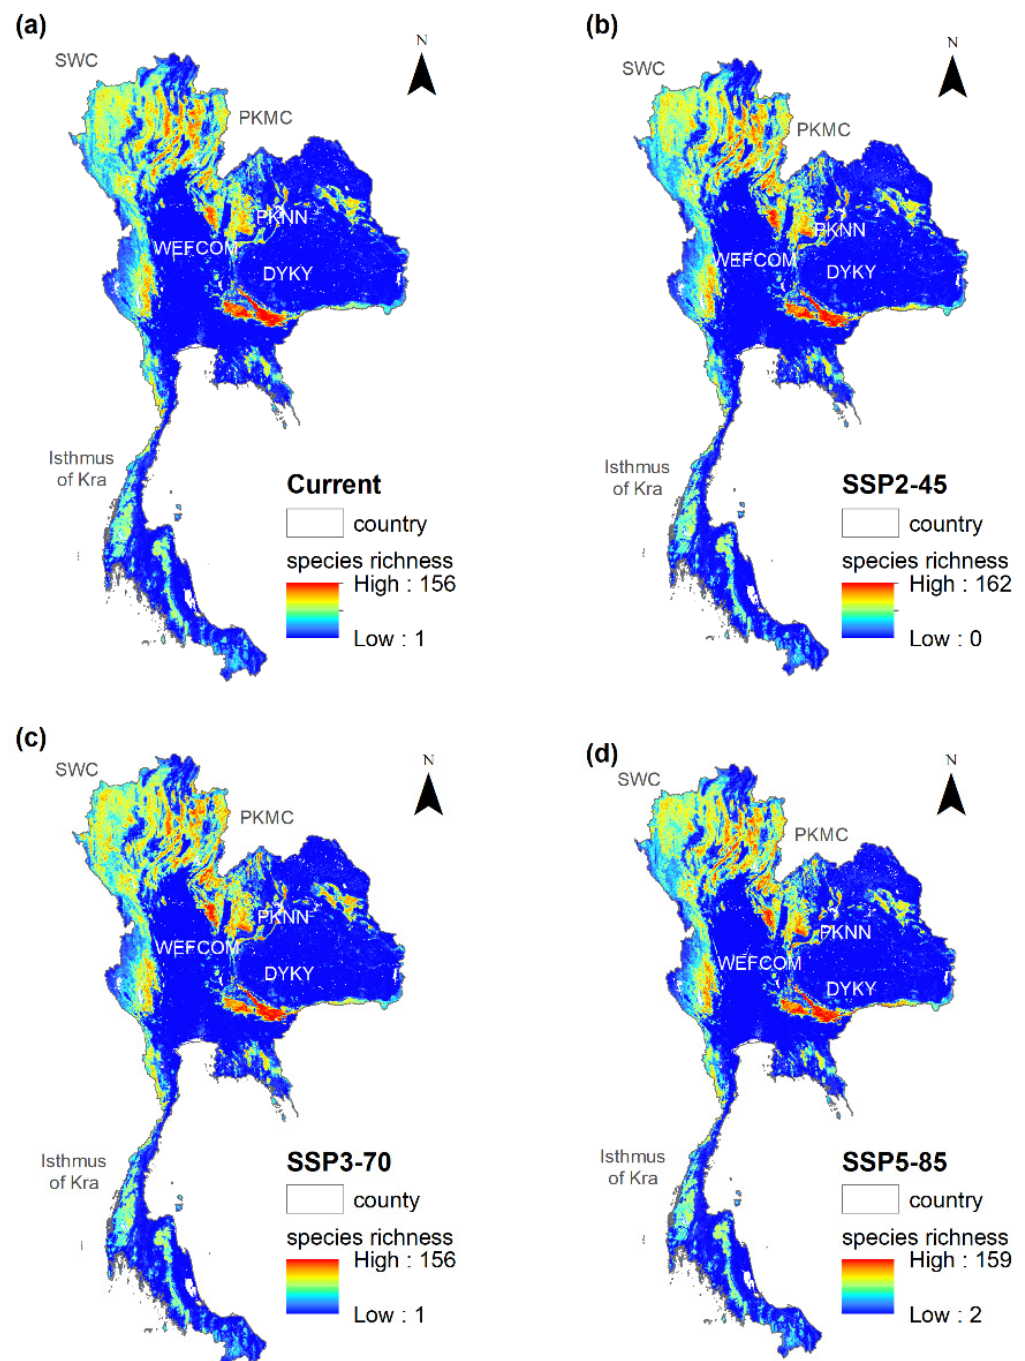 (a)
N
SWC
PKMC
PKNN
WEFCOM
DYKY
Isthmus
of Kra
Current
country
species richness
High : 156
Low : 1
(b)
N
SWC
PKMC
PKNN
WEFCOM
DYKY
Isthmus
of Kra
SSP2-45
country
species richness
High : 162
Low : 0
(c)
N
SWC
PKMC
PKNN
WEFCOM
DYKY
Isthmus
of Kra
SSP3-70
county
species richness
High : 156
Low : 1
(d)
N
SWC
PKMC
PKNN
WEFCOM
DYKY
Isthmus
of Kra
SSP5-85
country
species richness
High : 159
Low : 2